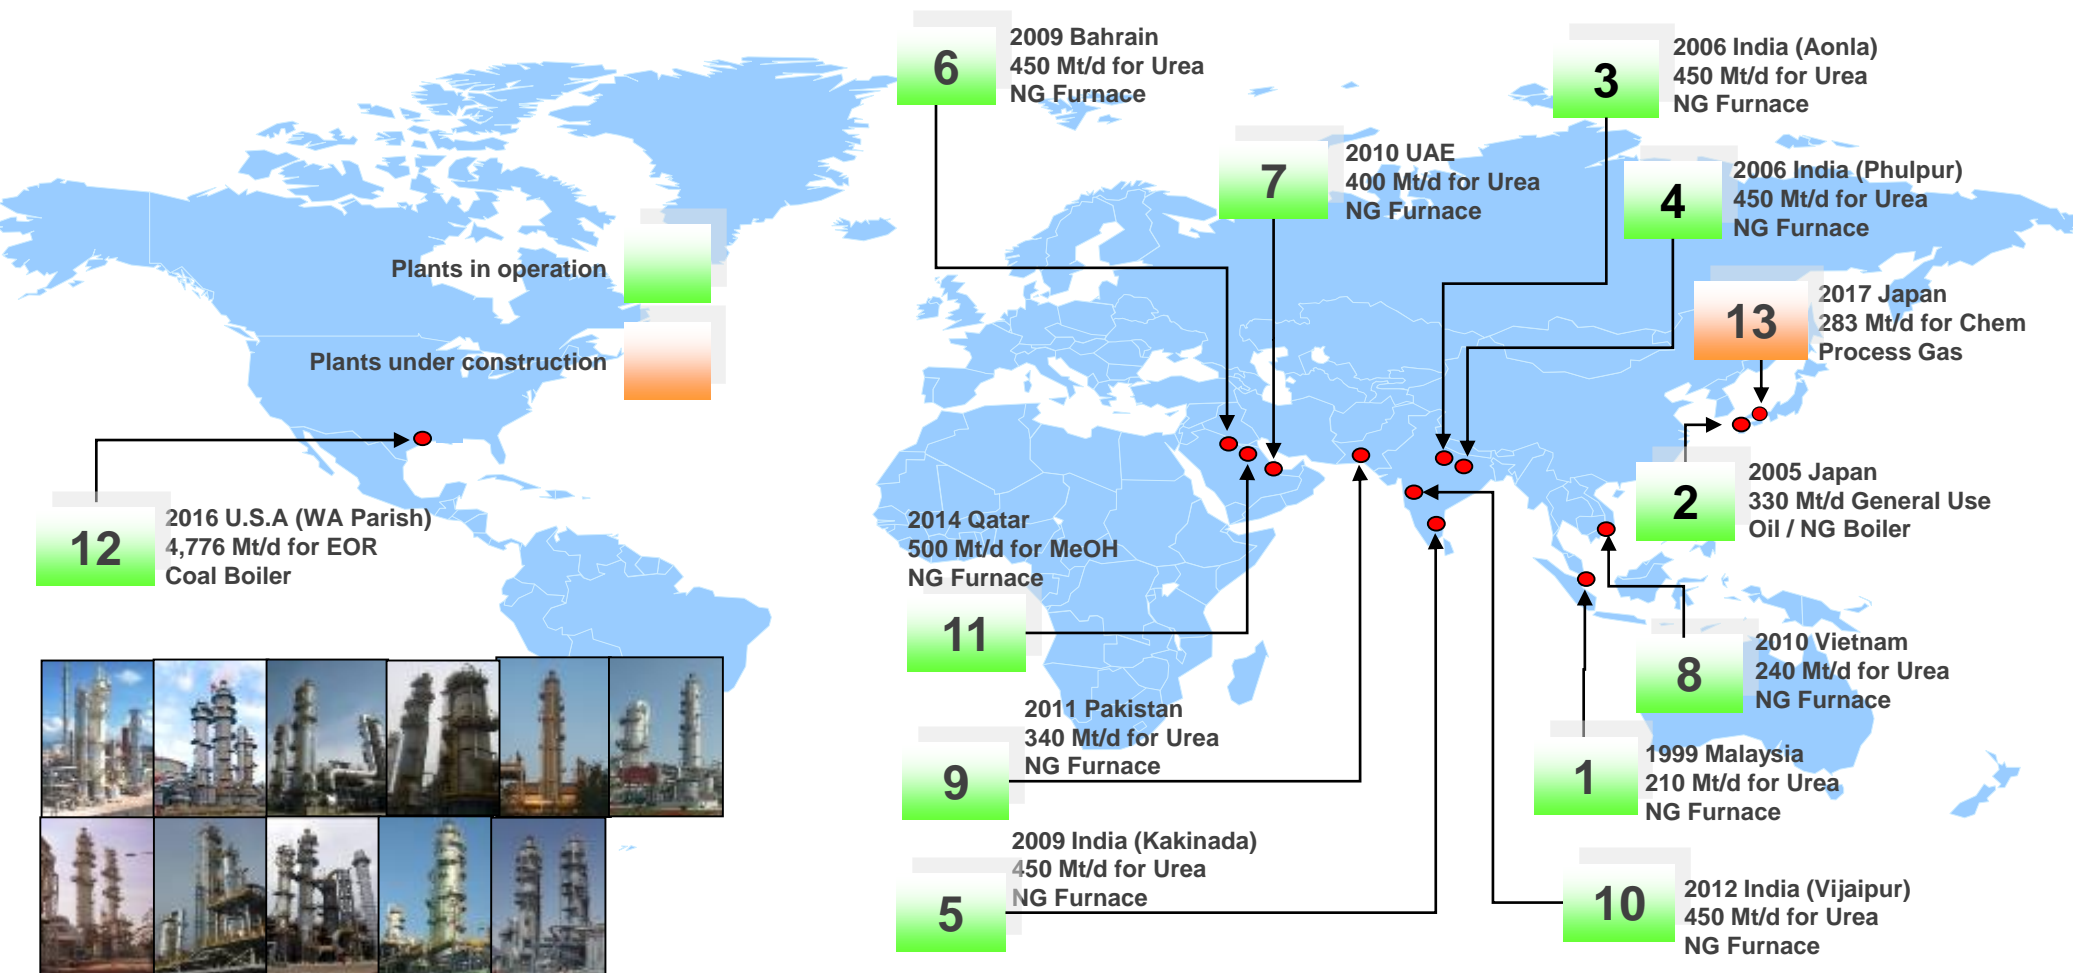 6
2009 Bahrain
450 Mt/d for Urea
NG Furnace
3
2006 India (Aonla)
450 Mt/d for Urea
NG Furnace
7
2010 UAE
400 Mt/d for Urea
NG Furnace
4
2006 India (Phulpur)
450 Mt/d for Urea
NG Furnace
Plants in operation
Plants under construction
13
2017 Japan
283 Mt/d for Chem
Process Gas
12
2016 U.S.A (WA Parish)
4,776 Mt/d for EOR
Coal Boiler
2
2005 Japan
330 Mt/d General Use
Oil / NG Boiler
2014 Qatar
500 Mt/d for MeOH
NG Furnace
11
8
2010 Vietnam
240 Mt/d for Urea
NG Furnace
2011 Pakistan
340 Mt/d for Urea
NG Furnace
9
1
1999 Malaysia
210 Mt/d for Urea
NG Furnace
2009 India (Kakinada)
450 Mt/d for Urea
NG Furnace
5
10
2012 India (Vijaipur)
450 Mt/d for Urea
NG Furnace